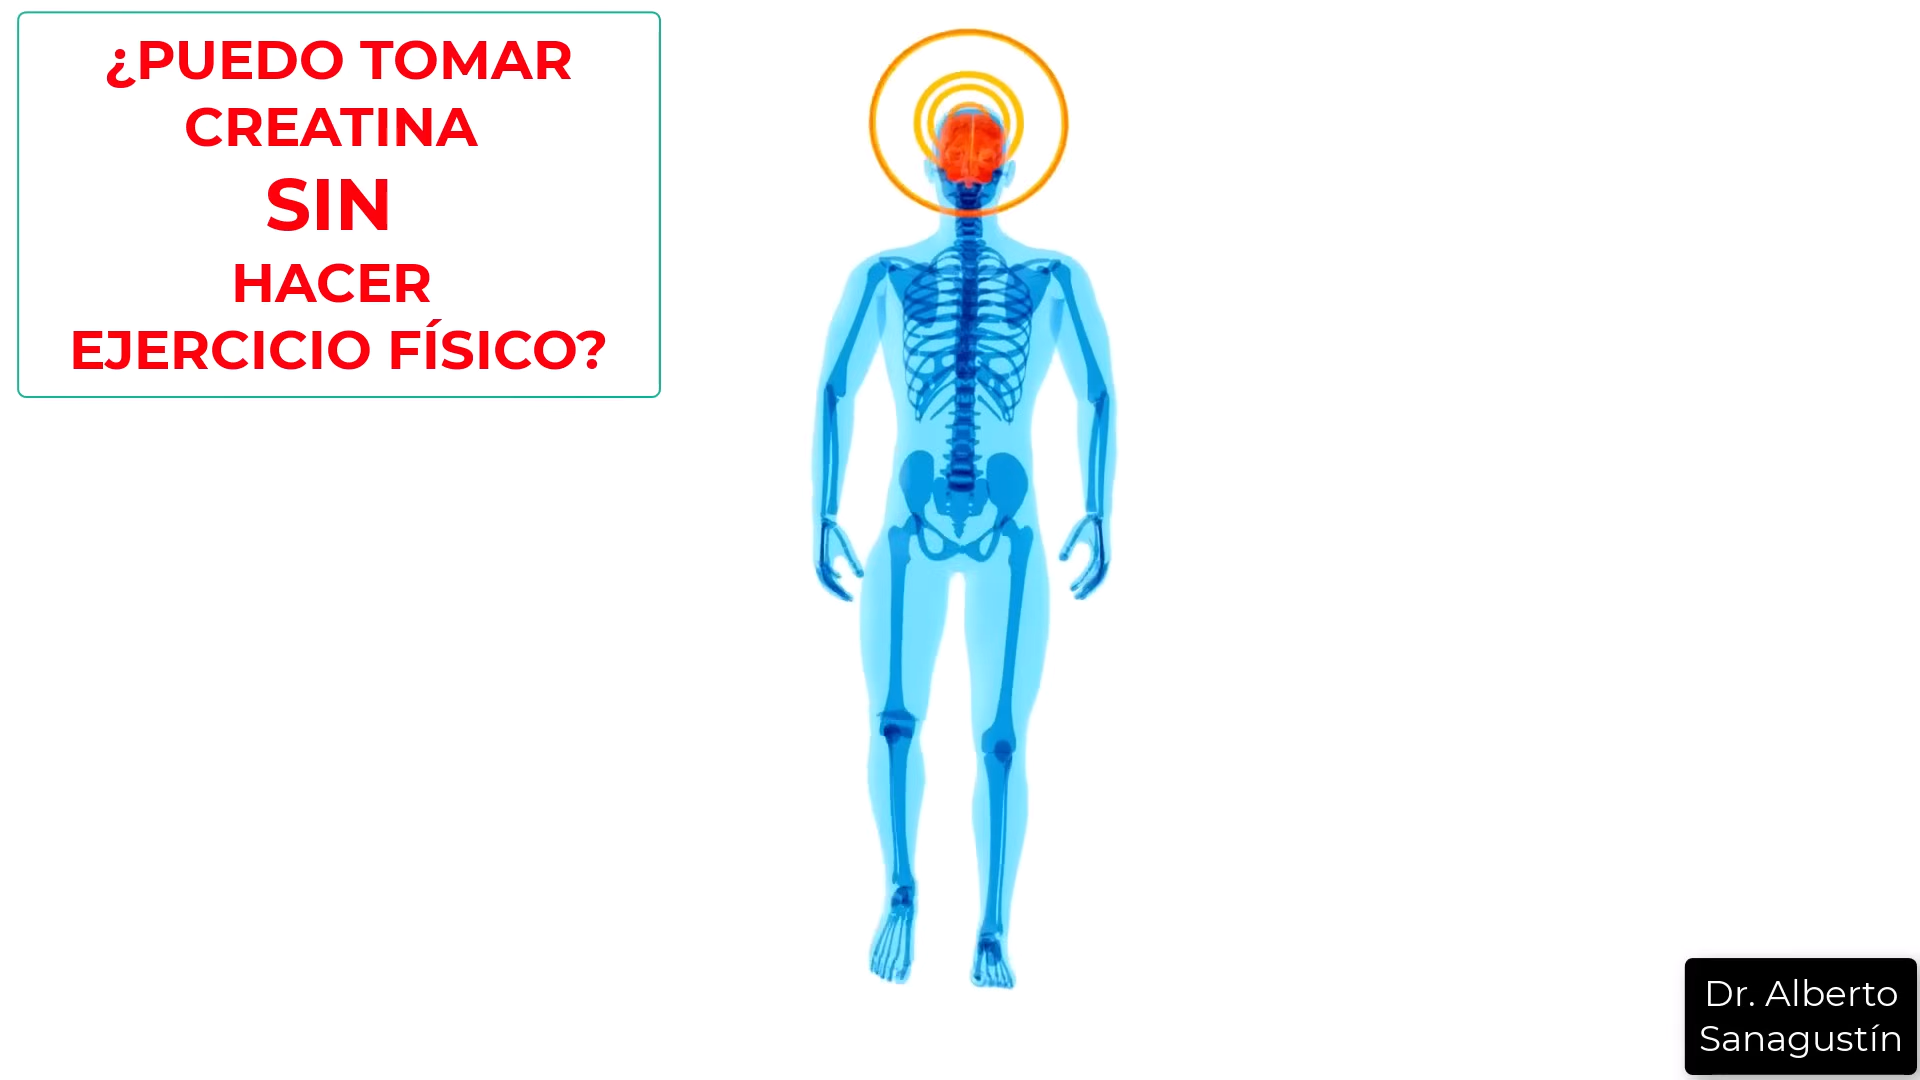 ¿PUEDO TOMAR
CREATINA
SIN
HACER
EJERCICIO FÍSICO?
Dr. Alberto
Sanagustín